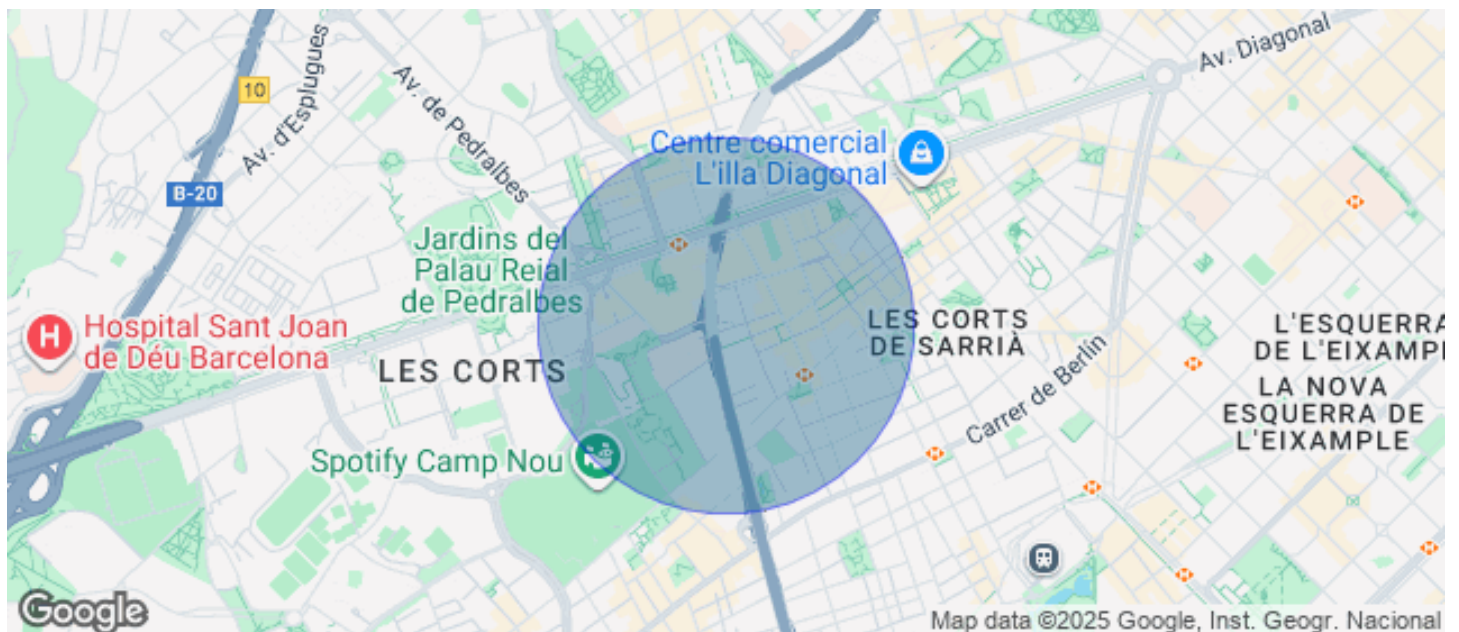 Av. Diagonal
10
Av. d'Esplugues
Av. de Pedralbes
Centre comercial
L'illa Diagonal
B-20
Jardins del
Palau Reial
de Pedralbes
H
Hospital Sant Joan
de Déu Barcelona
LES CORTS
LES CORTS
DE SARRIÀ
L'ESQUERRA
DE L'EIXAMPL
LA NOVA
ESQUERRA DE
L'EIXAMPLE
Carrer de Berlín
Spotify Camp Nou
Google
Map data ©2025 Google, Inst. Geogr. Nacional